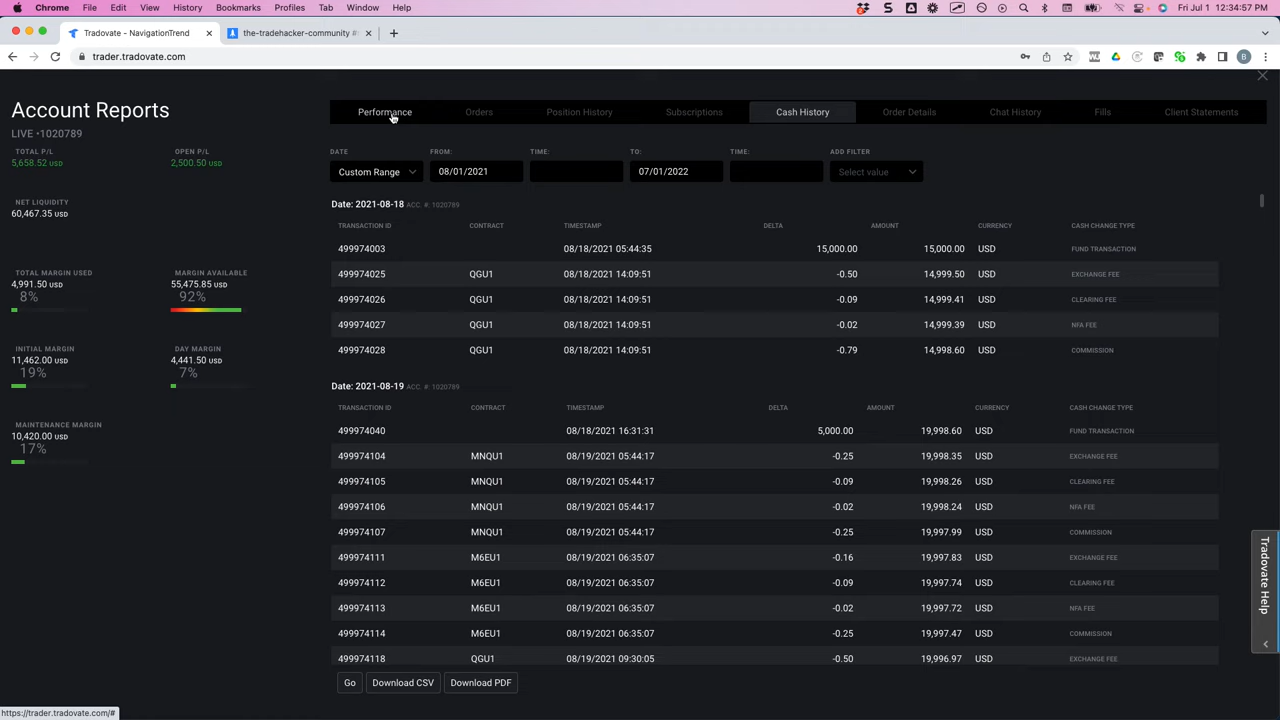 Chrome File Edit View History Bookmarks Profiles Tab Window Help Fri Jul 1 12:34:57 PM
Tradovate - NavigationTrend the-tradehacker-community
trader.tradovate.com
Account Reports
LIVE •1020789
Performance Orders Position History Subscriptions Cash History Order Details Chat History Fills Client Statements
TOTAL P/L OPEN P/L
5,658.52 USD 2,500.50 USD
NET LIQUIDITY
60,467.35 USD
TOTAL MARGIN USED MARGIN AVAILABLE
4,991.50 USD 55,475.85 USD
8% 92%
INITIAL MARGIN DAY MARGIN
11,462.00 USD 4,441.50 USD
19% 7%
MAINTENANCE MARGIN
10,420.00 USD
17%
DATE FROM: TIME: TO: TIME: ADD FILTER
Custom Range 08/01/2021 07/01/2022 Select value
Date: 2021-08-18 ACC. #: 1020789
TRANSACTION ID CONTRACT TIMESTAMP DELTA AMOUNT CURRENCY CASH CHANGE TYPE
499974003 08/18/2021 05:44:35 15,000.00 15,000.00 USD FUND TRANSACTION
499974025 QGU1 08/18/2021 14:09:51 -0.50 14,999.50 USD EXCHANGE FEE
499974026 QGU1 08/18/2021 14:09:51 -0.09 14,999.41 USD CLEARING FEE
499974027 QGU1 08/18/2021 14:09:51 -0.02 14,999.39 USD NFA FEE
499974028 QGU1 08/18/2021 14:09:51 -0.79 14,998.60 USD COMMISSION
Date: 2021-08-19 ACC. #: 1020789
TRANSACTION ID CONTRACT TIMESTAMP DELTA AMOUNT CURRENCY CASH CHANGE TYPE
499974040 08/18/2021 16:31:31 5,000.00 19,998.60 USD FUND TRANSACTION
499974104 MNQU1 08/19/2021 05:44:17 -0.25 19,998.35 USD EXCHANGE FEE
499974105 MNQU1 08/19/2021 05:44:17 -0.09 19,998.26 USD CLEARING FEE
499974106 MNQU1 08/19/2021 05:44:17 -0.02 19,998.24 USD NFA FEE
499974107 MNQU1 08/19/2021 05:44:17 -0.25 19,997.99 USD COMMISSION
499974111 M6EU1 08/19/2021 06:35:07 -0.16 19,997.83 USD EXCHANGE FEE
499974112 M6EU1 08/19/2021 06:35:07 -0.09 19,997.74 USD CLEARING FEE
499974113 M6EU1 08/19/2021 06:35:07 -0.02 19,997.72 USD NFA FEE
499974114 M6EU1 08/19/2021 06:35:07 -0.25 19,997.47 USD COMMISSION
499974118 QGU1 08/19/2021 09:30:05 -0.50 19,996.97 USD EXCHANGE FEE
Go Download CSV Download PDF
Tradovate Help
https://trader.tradovate.com/#